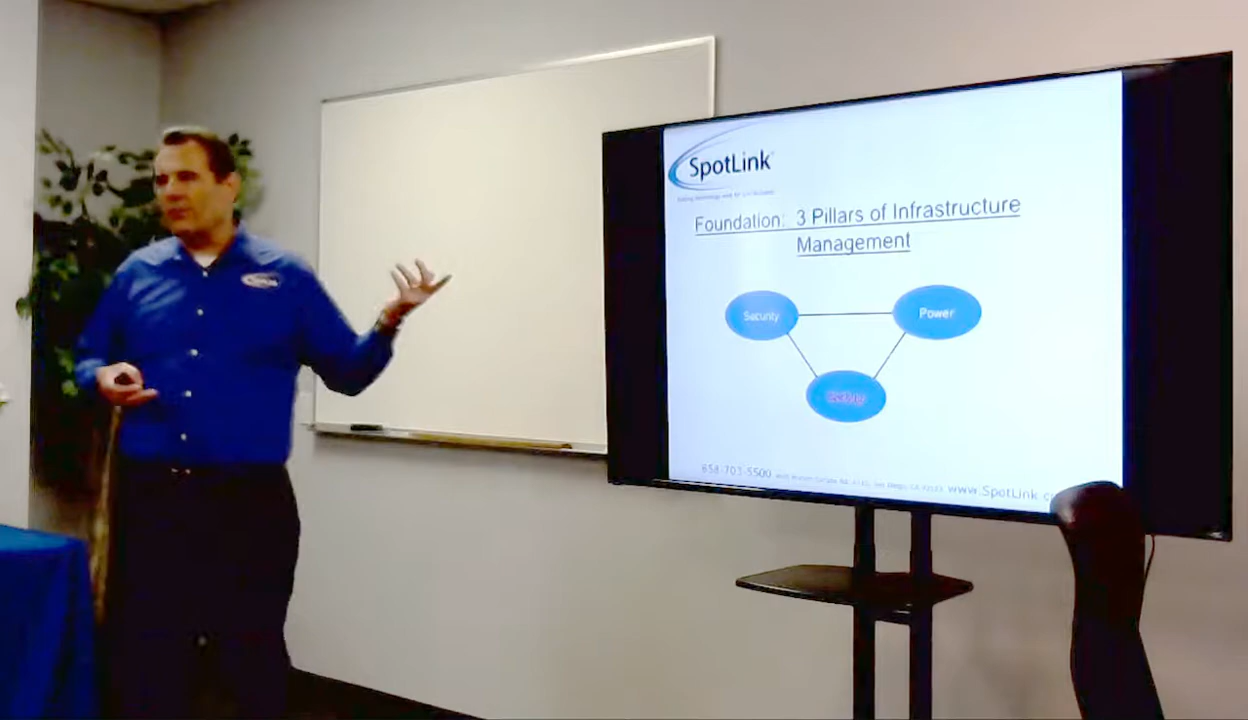 SpotLink
Foundation: 3 Pillars of Infrastructure
Management
Security
Power
858-703-5500 www.SpotLink